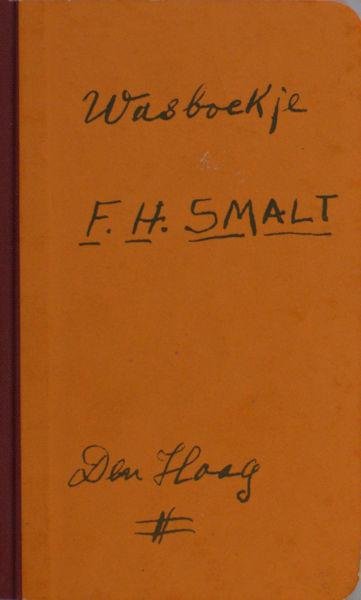 Wasboekje
F. H. SMALT
Den Haag